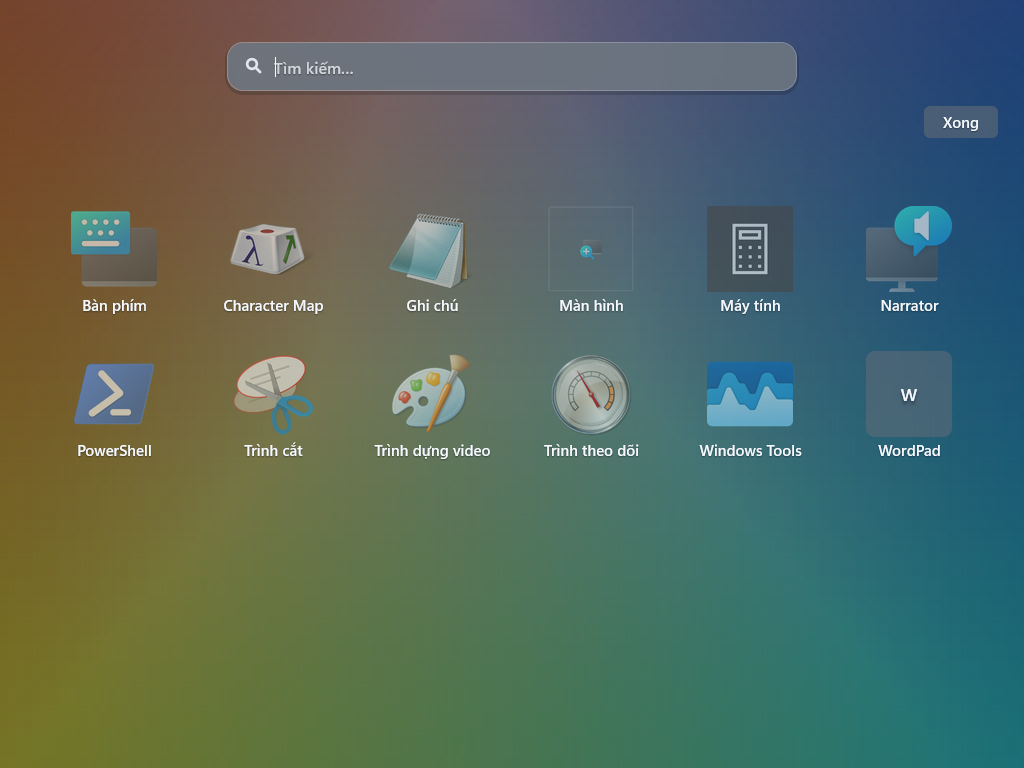 Tìm kiếm...
Xong
Bàn phím
Character Map
Ghi chú
Màn hình
Máy tính
Narrator
PowerShell
Trình cắt
Trình dựng video
Trình theo dõi
Windows Tools
W
WordPad